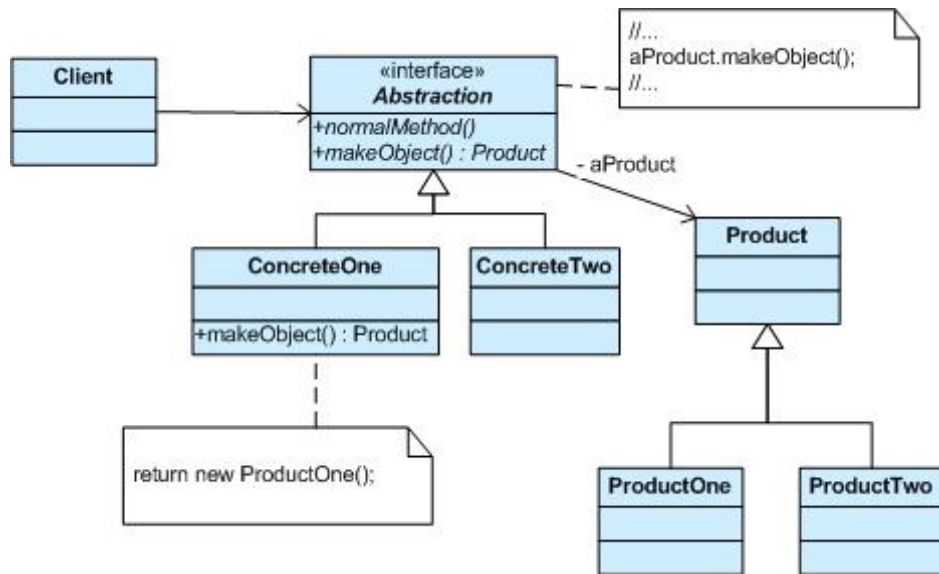 Client
«interface»
Abstraction
+normalMethod()
+makeObject() : Product
//...
aProduct.makeObject();
//...
- aProduct
Product
ConcreteOne
+makeObject() : Product
ConcreteTwo
return new ProductOne();
ProductOne
ProductTwo